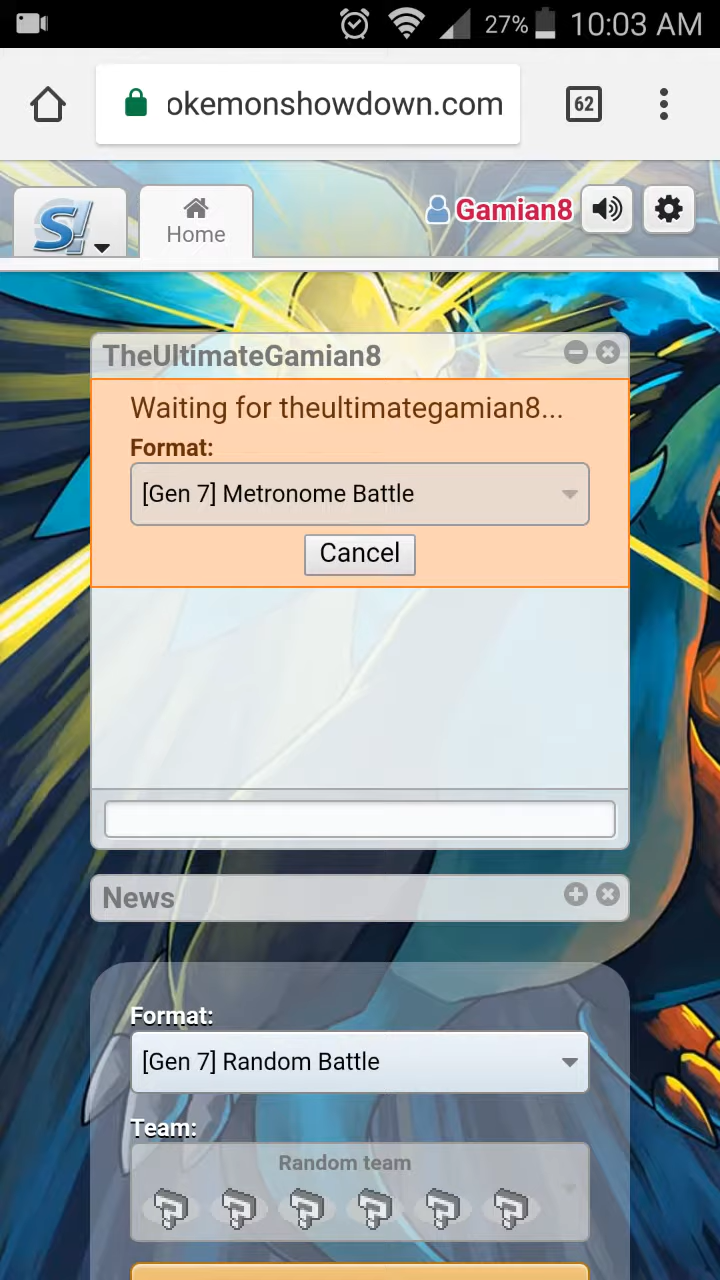 27% 10:03 AM
okemonshowdown.com 62
S!
Home
Gamian8
TheUltimateGamian8
Waiting for theultimategamian8...
Format:
[Gen 7] Metronome Battle
Cancel
News
Format:
[Gen 7] Random Battle
Team:
Random team
? ? ? ? ? ?